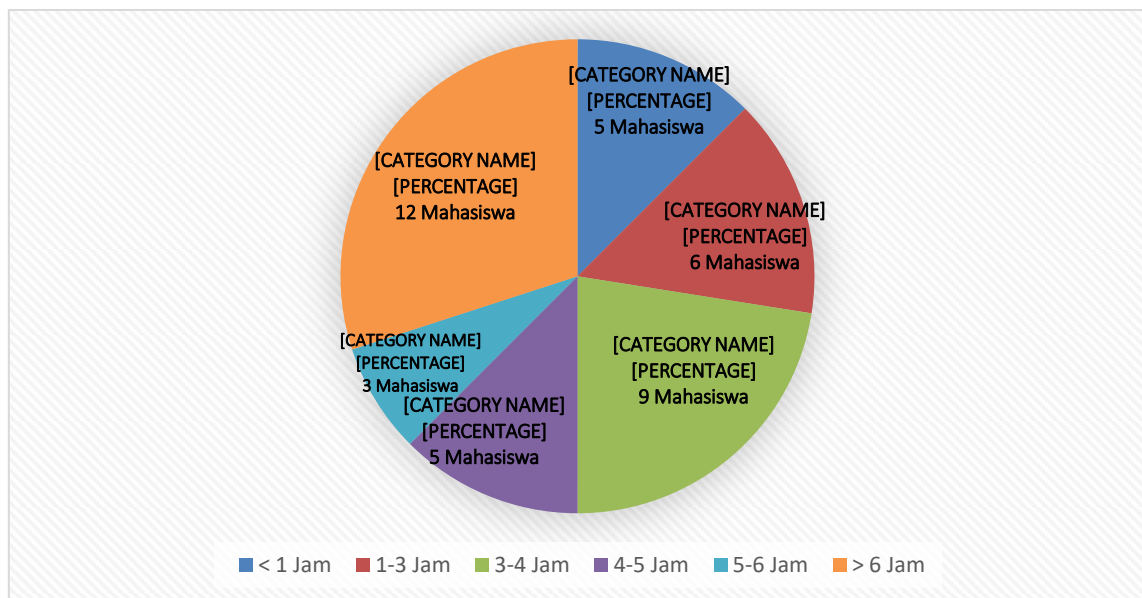 [CATEGORY NAME]
[PERCENTAGE]
5 Mahasiswa
[CATEGORY NAME]
[PERCENTAGE]
6 Mahasiswa
[CATEGORY NAME]
[PERCENTAGE]
9 Mahasiswa
[CATEGORY NAME]
[PERCENTAGE]
5 Mahasiswa
[CATEGORY NAME]
[PERCENTAGE]
3 Mahasiswa
[CATEGORY NAME]
[PERCENTAGE]
12 Mahasiswa
< 1 Jam 1-3 Jam 3-4 Jam 4-5 Jam 5-6 Jam > 6 Jam